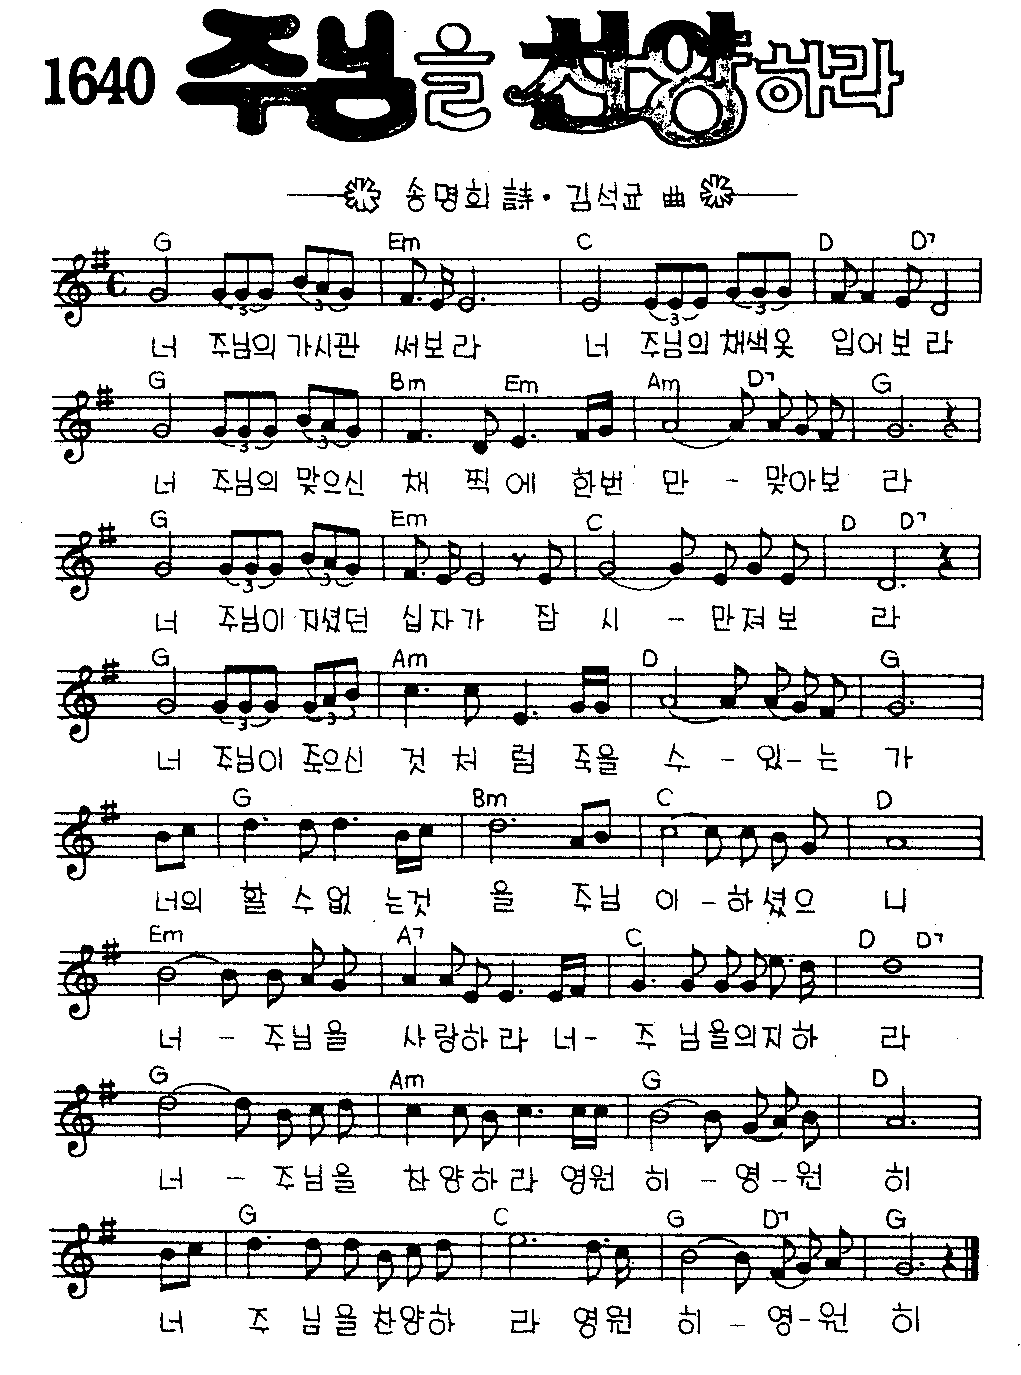 1640 주님을 찬양하라
송명희 詩 · 김석균 曲
G Em C D D7
너 주님의 가시관 써보라 너 주님의 채색옷 입어보라
G Bm Em Am D7 G
너 주님의 맞으신 채 찍에 한번 만 - 맞아보 라
G Em C D D7
너 주님이 지셨던 십자가 잠 시 - 만져보 라
G Am D G
너 주님이 죽으신 것 처 럼 죽을 수 - 있 - 는 가
G Bm C D
너의 할 수 없 는것 을 주님 이 - 하셨으 니
Em A7 C D D7
너 - 주님을 사랑하라 너 - 주 님을의지하 라
G Am G D
너 - 주님을 찬양하라 영원 히 - 영 - 원 히
G C G D7 G
너 주 님을찬양하 라 영원 히 - 영 - 원 히